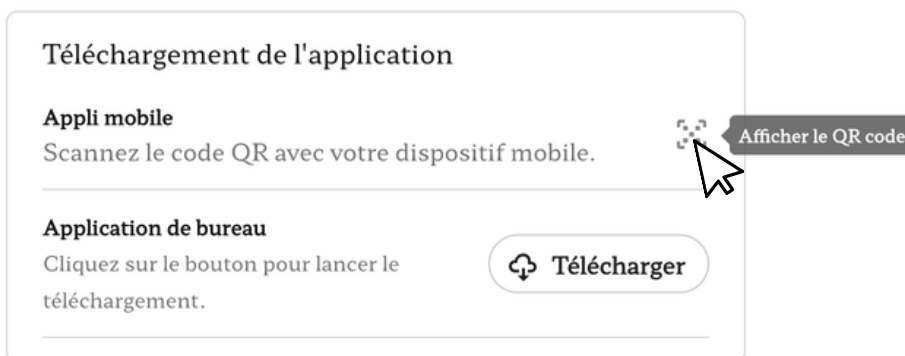 Téléchargement de l'application
Appli mobile
Scannez le code QR avec votre dispositif mobile.
Afficher le QR code
Application de bureau
Cliquez sur le bouton pour lancer le
téléchargement.
Télécharger